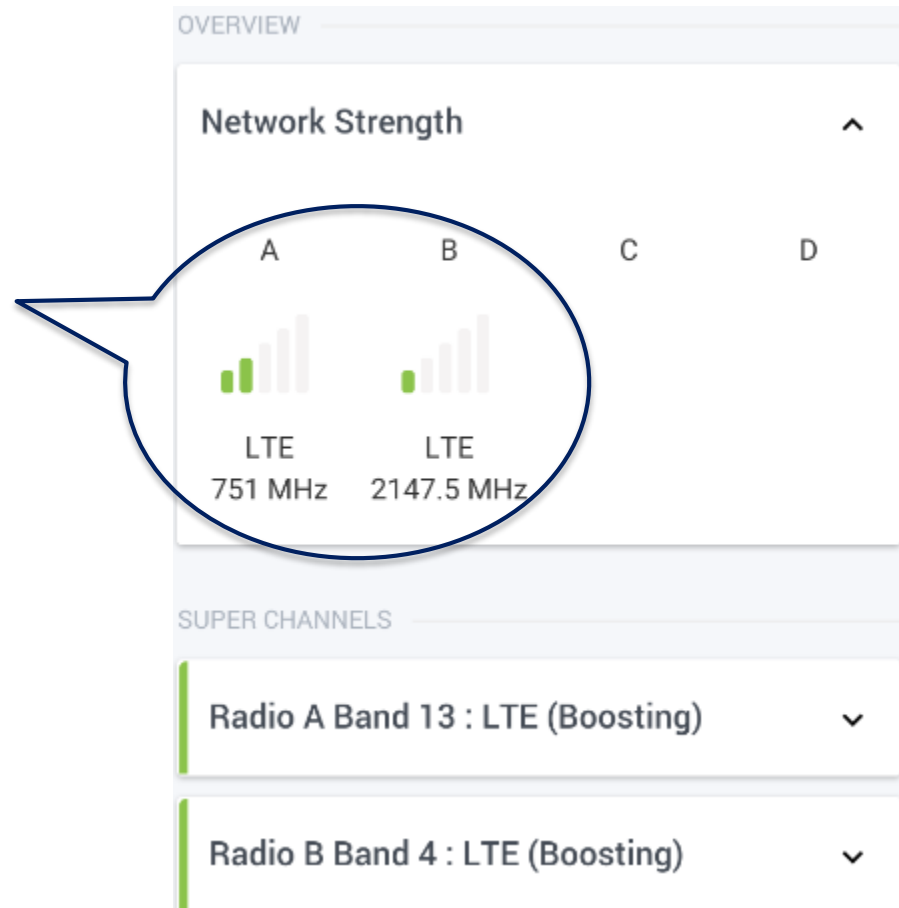 OVERVIEW
Network Strength
A B C D
LTE LTE
751 MHz 2147.5 MHz
SUPER CHANNELS
Radio A Band 13 : LTE (Boosting)
Radio B Band 4 : LTE (Boosting)